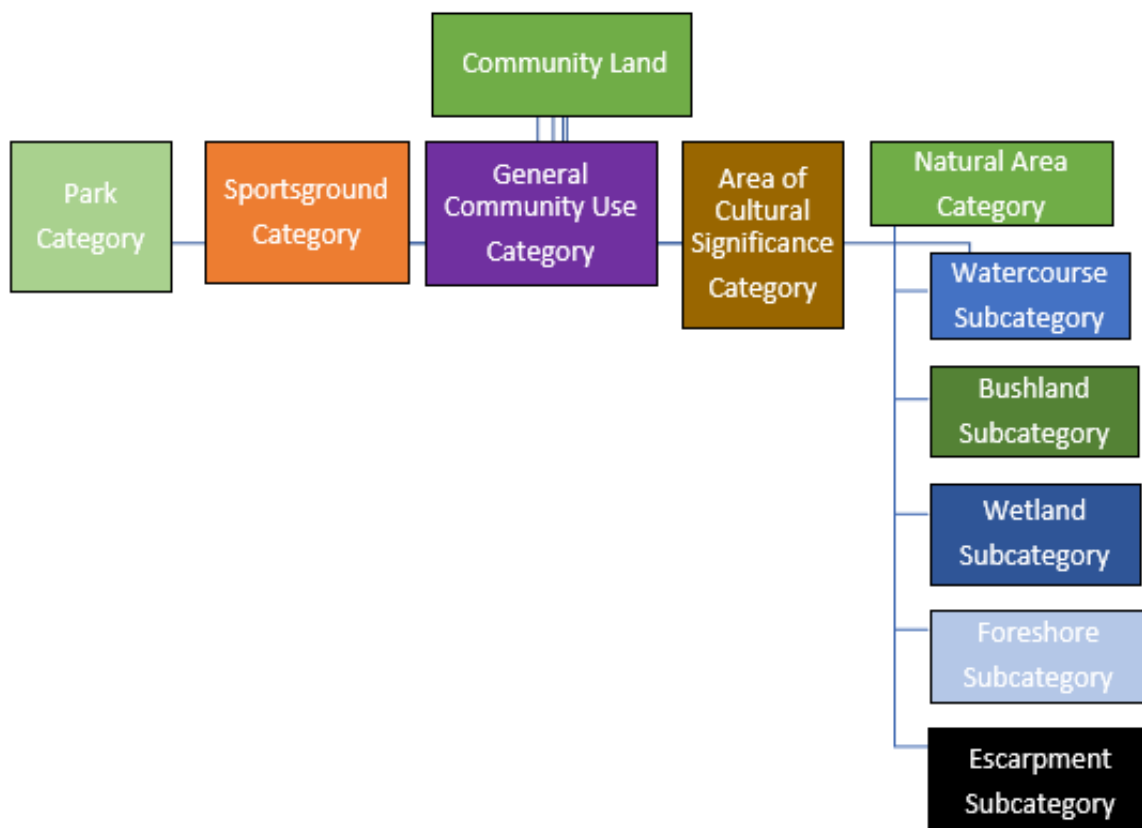 Community Land
Park
Category
Sportsground
Category
General
Community Use
Category
Area of
Cultural
Significance
Category
Natural Area
Category
Watercourse
Subcategory
Bushland
Subcategory
Wetland
Subcategory
Foreshore
Subcategory
Escarpment
Subcategory